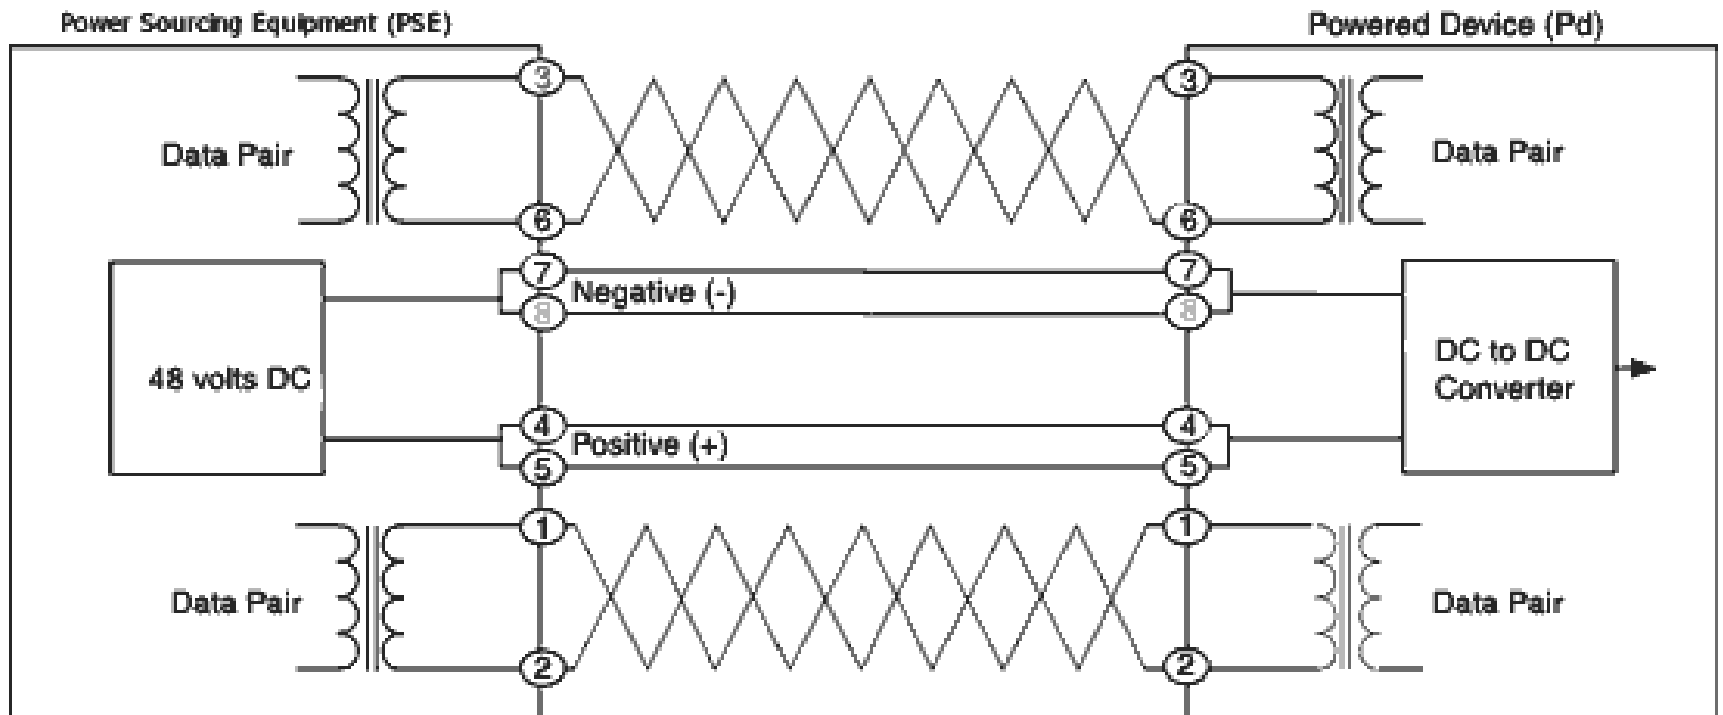 Power Sourcing Equipment (PSE)
Powered Device (Pd)
3
3
Data Pair
Data Pair
6
6
7
7
Negative (-)
8
8
48 volts DC
DC to DC
Converter
4
4
Positive (+)
5
5
1
1
Data Pair
Data Pair
2
2